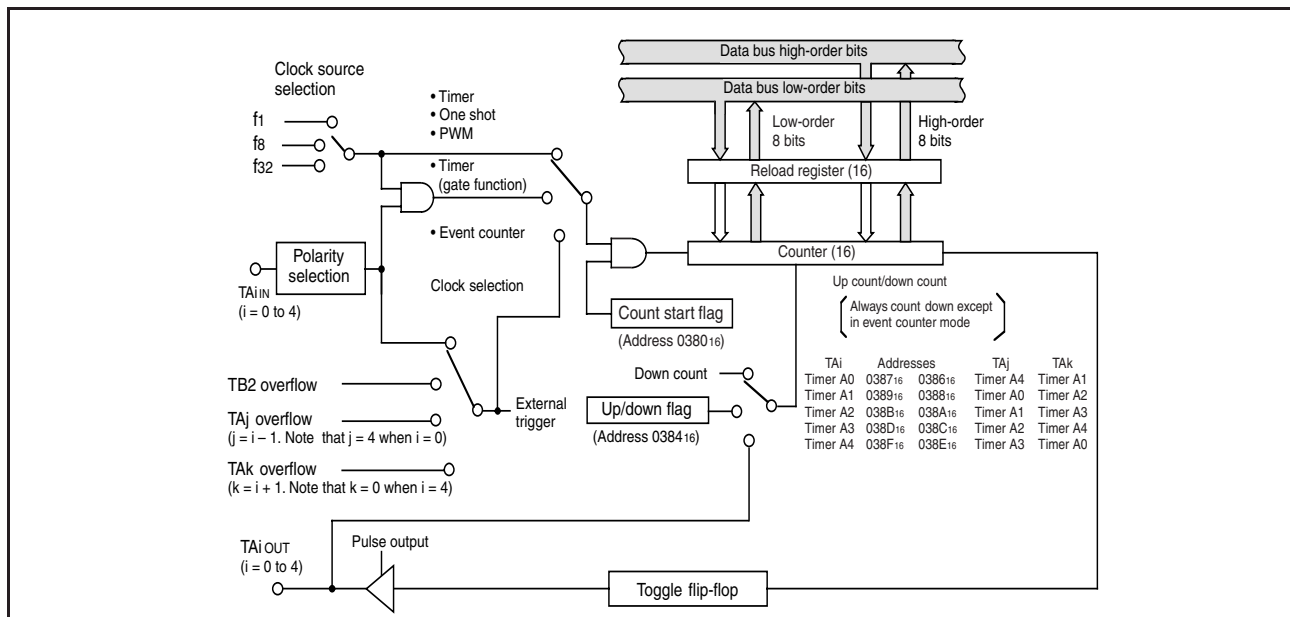 Data bus high-order bits
Data bus low-order bits
Clock source
selection
f1
f8
f32
• Timer
• One shot
• PWM
• Timer
(gate function)
• Event counter
Clock selection
Low-order
8 bits
High-order
8 bits
Reload register (16)
Counter (16)
Polarity
selection
TAiIN
(i = 0 to 4)
Up count/down count
Always count down except
in event counter mode
Count start flag
(Address 038016)
TB2 overflow
TAj overflow
(j = i – 1. Note that j = 4 when i = 0)
TAk overflow
(k = i + 1. Note that k = 0 when i = 4)
External
trigger
Down count
Up/down flag
(Address 038416)
TAi Addresses TAj TAk
Timer A0 038716 038616 Timer A4 Timer A1
Timer A1 038916 038816 Timer A0 Timer A2
Timer A2 038B16 038A16 Timer A1 Timer A3
Timer A3 038D16 038C16 Timer A2 Timer A4
Timer A4 038F16 038E16 Timer A3 Timer A0
TAiOUT
(i = 0 to 4)
Pulse output
Toggle flip-flop